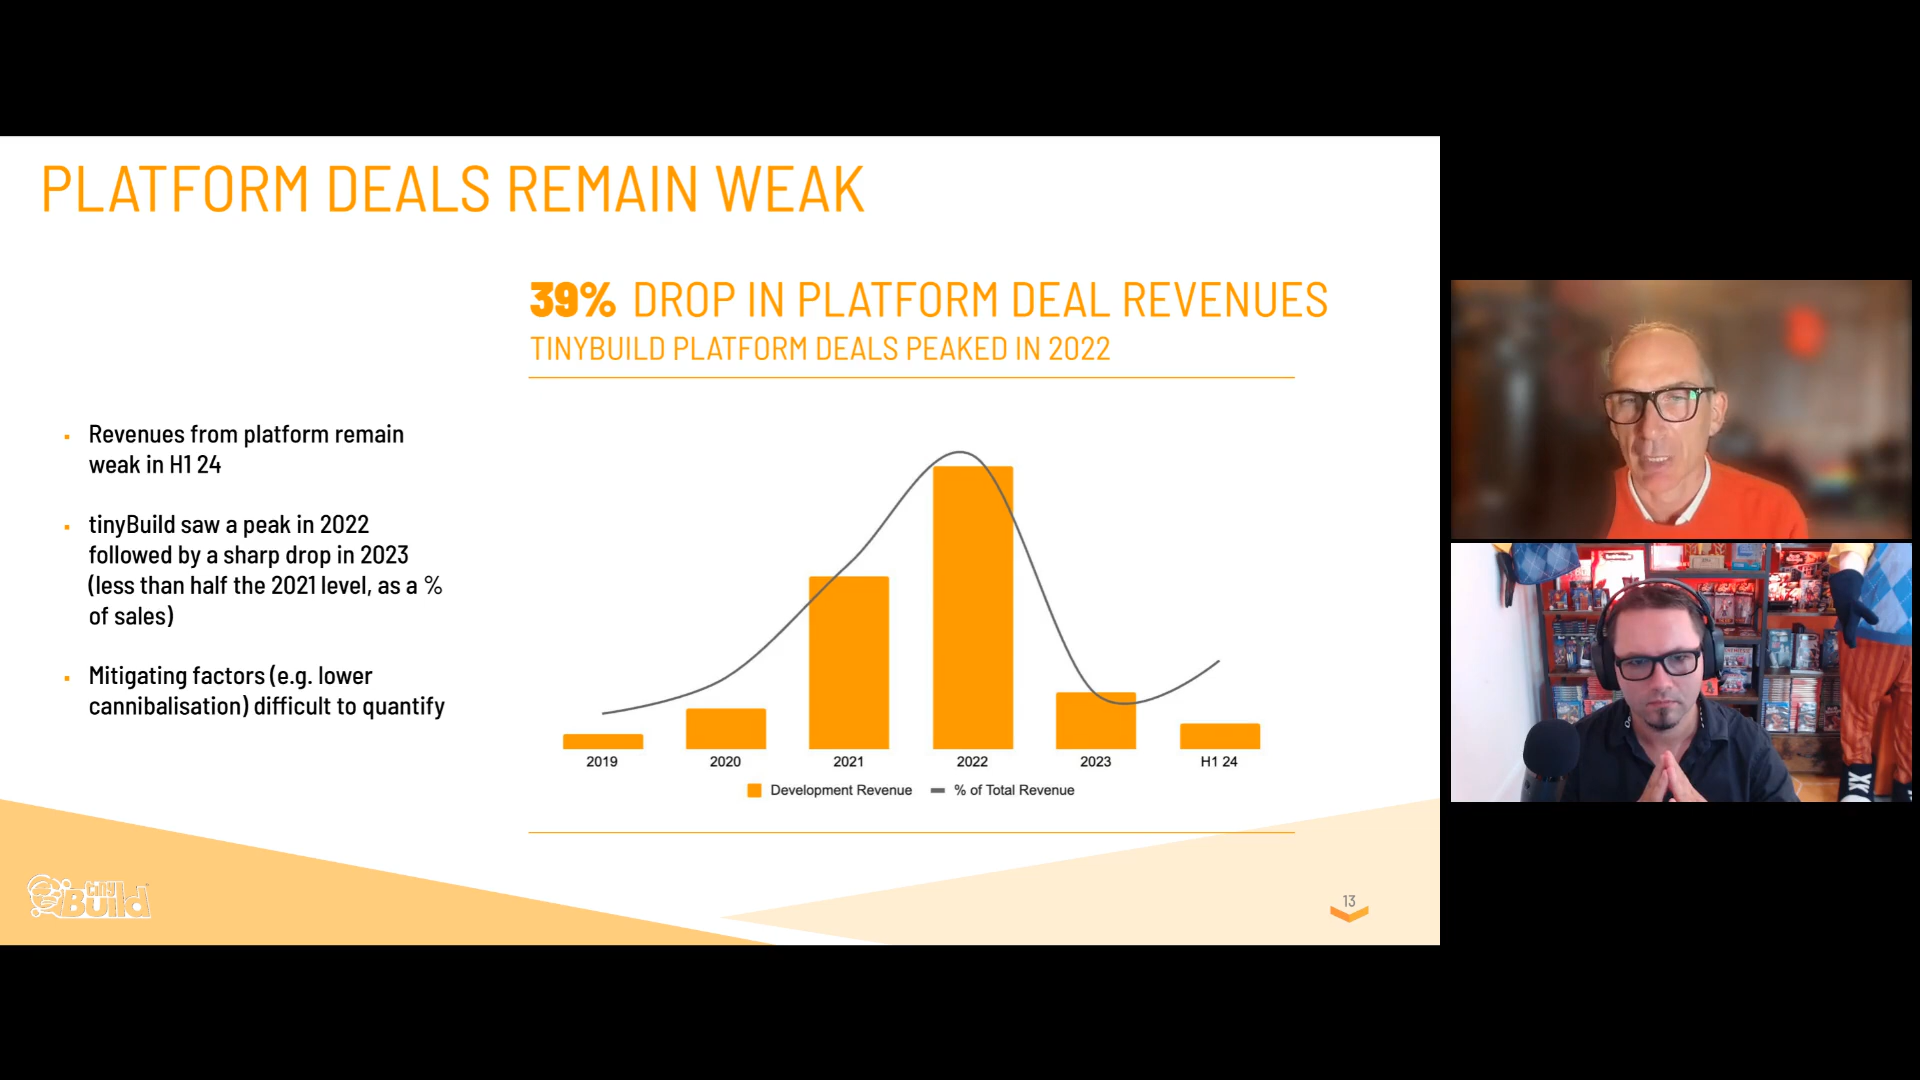 PLATFORM DEALS REMAIN WEAK
39% DROP IN PLATFORM DEAL REVENUES
TINYBUILD PLATFORM DEALS PEAKED IN 2022
Revenues from platform remain
weak in H1 24
tinyBuild saw a peak in 2022
followed by a sharp drop in 2023
(less than half the 2021 level, as a %
of sales)
Mitigating factors (e.g. lower
cannibalisation) difficult to quantify
2019 2020 2021 2022 2023 H1 24
Development Revenue % of Total Revenue
tiny
Build
13